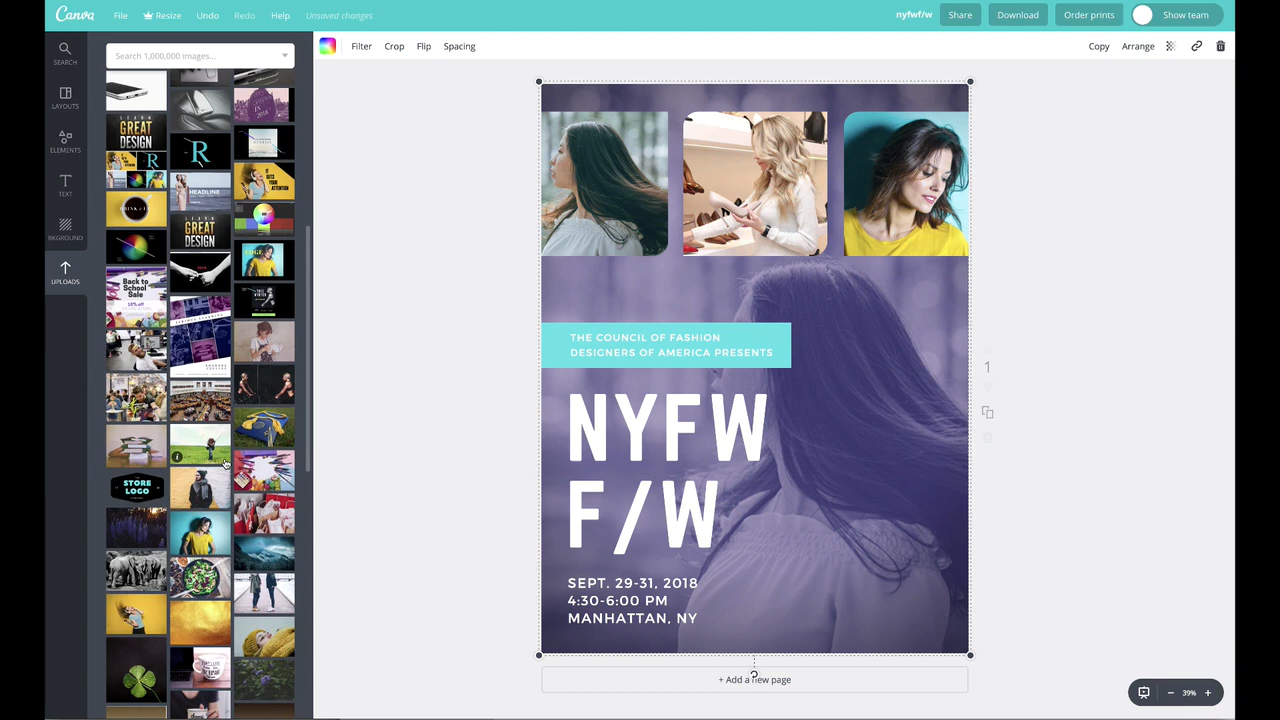 Canva
File
Resize
Undo
Redo
Help
Unsaved changes
nyfwf/w
Share
Download
Order prints
Show team
SEARCH
LAYOUTS
ELEMENTS
TEXT
BKGROUND
UPLOADS
Search 1,000,000 images...
Filter
Crop
Flip
Spacing
Copy
Arrange
LEARN
GREAT
DESIGN
R
HEADLINE
LEARN
GREAT
DESIGN
Back to
School
Sale
STORE
LOGO
THE COUNCIL OF FASHION
DESIGNERS OF AMERICA PRESENTS
NYFW
F/W
SEPT. 29-31, 2018
4:30-6:00 PM
MANHATTAN, NY
1
+ Add a new page
39%